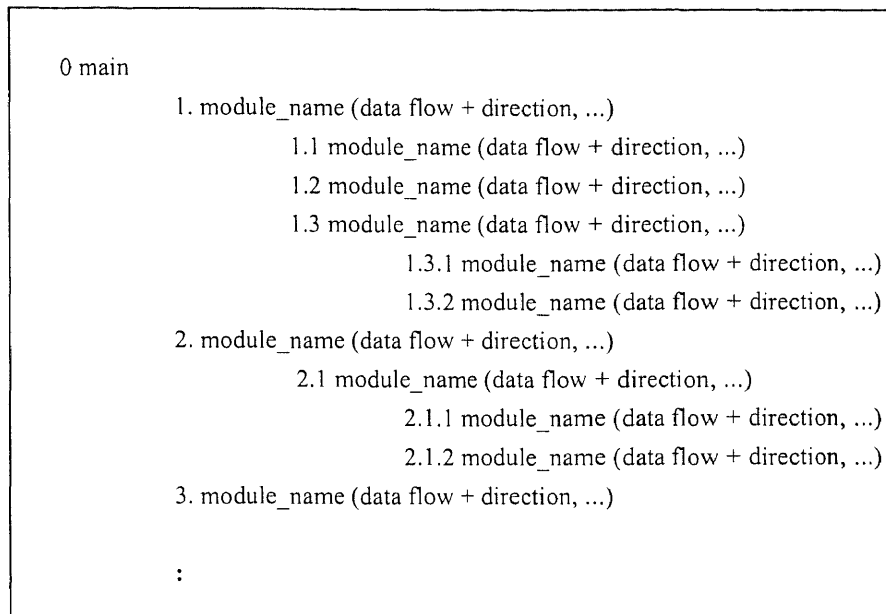 0 main
1. module_name (data flow + direction, ...)
1.1 module_name (data flow + direction, ...)
1.2 module_name (data flow + direction, ...)
1.3 module_name (data flow + direction, ...)
1.3.1 module_name (data flow + direction, ...)
1.3.2 module_name (data flow + direction, ...)
2. module_name (data flow + direction, ...)
2.1 module_name (data flow + direction, ...)
2.1.1 module_name (data flow + direction, ...)
2.1.2 module_name (data flow + direction, ...)
3. module_name (data flow + direction, ...)
: